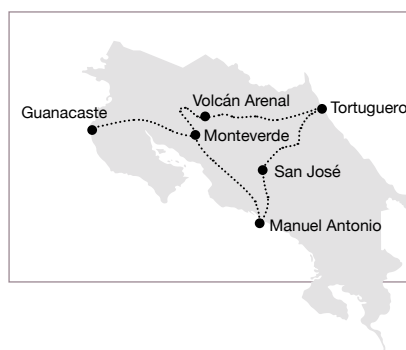 Volcán Arenal
Tortuguero
Guanacaste
Monteverde
San José
Manuel Antonio